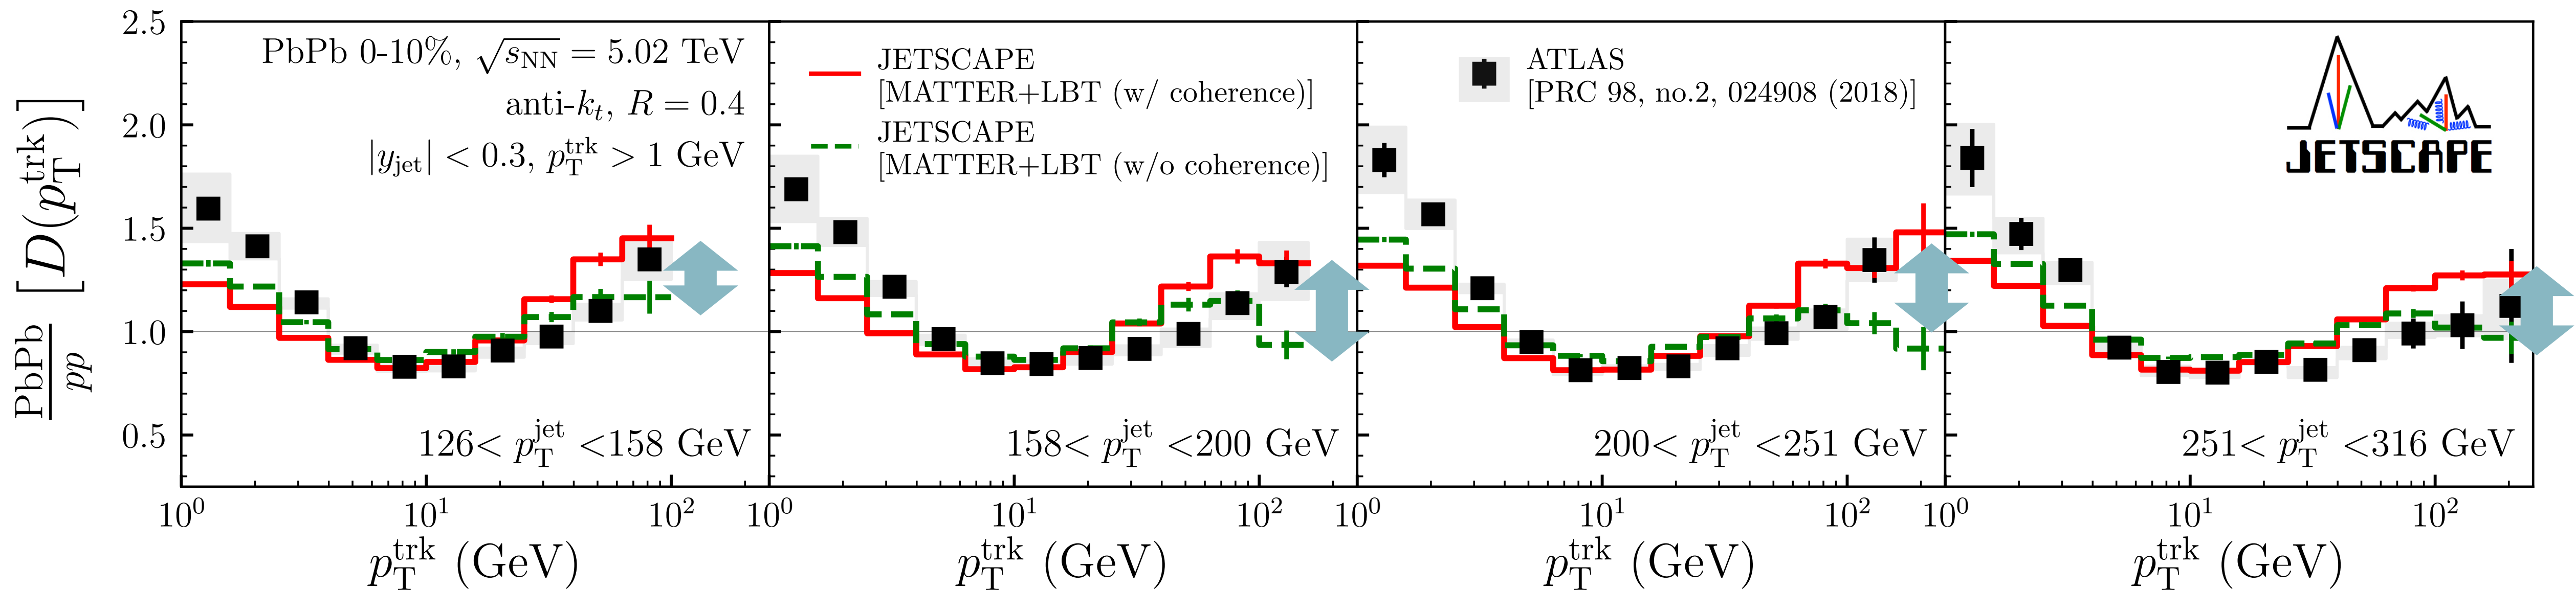 PbPb / pp [D(p_T^trk)]
2.5
2.0
1.5
1.0
0.5
PbPb 0-10%, √s_NN = 5.02 TeV
anti-k_t, R = 0.4
|y_jet| < 0.3, p_T^trk > 1 GeV
126< p_T^jet <158 GeV
10^0 10^1 10^2
p_T^trk (GeV)
JETSCAPE
[MATTER+LBT (w/ coherence)]
JETSCAPE
[MATTER+LBT (w/o coherence)]
158< p_T^jet <200 GeV
10^0 10^1 10^2
p_T^trk (GeV)
ATLAS
[PRC 98, no.2, 024908 (2018)]
200< p_T^jet <251 GeV
10^0 10^1 10^2
p_T^trk (GeV)
JETSCAPE
251< p_T^jet <316 GeV
10^0 10^1 10^2
p_T^trk (GeV)